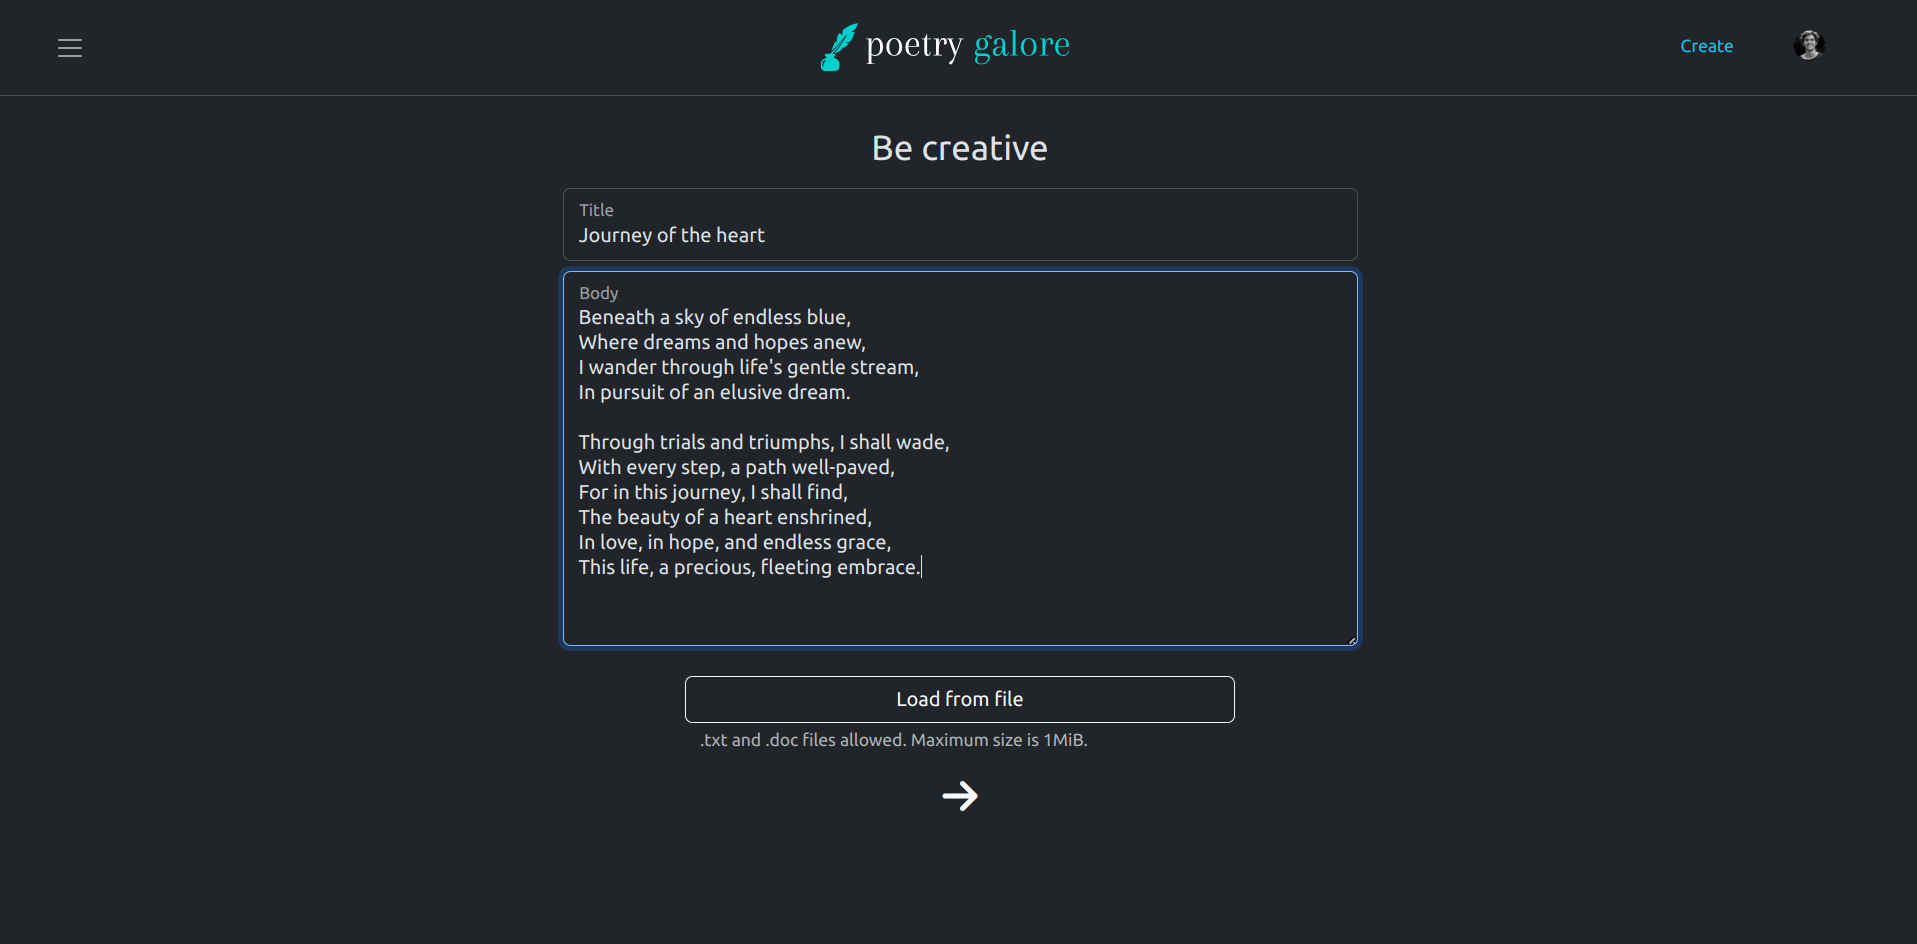 poetry galore
Create
Be creative
Title
Journey of the heart
Body
Beneath a sky of endless blue,
Where dreams and hopes anew,
I wander through life's gentle stream,
In pursuit of an elusive dream.

Through trials and triumphs, I shall wade,
With every step, a path well-paved,
For in this journey, I shall find,
The beauty of a heart enshrined,
In love, in hope, and endless grace,
This life, a precious, fleeting embrace.
Load from file
.txt and .doc files allowed. Maximum size is 1MiB.